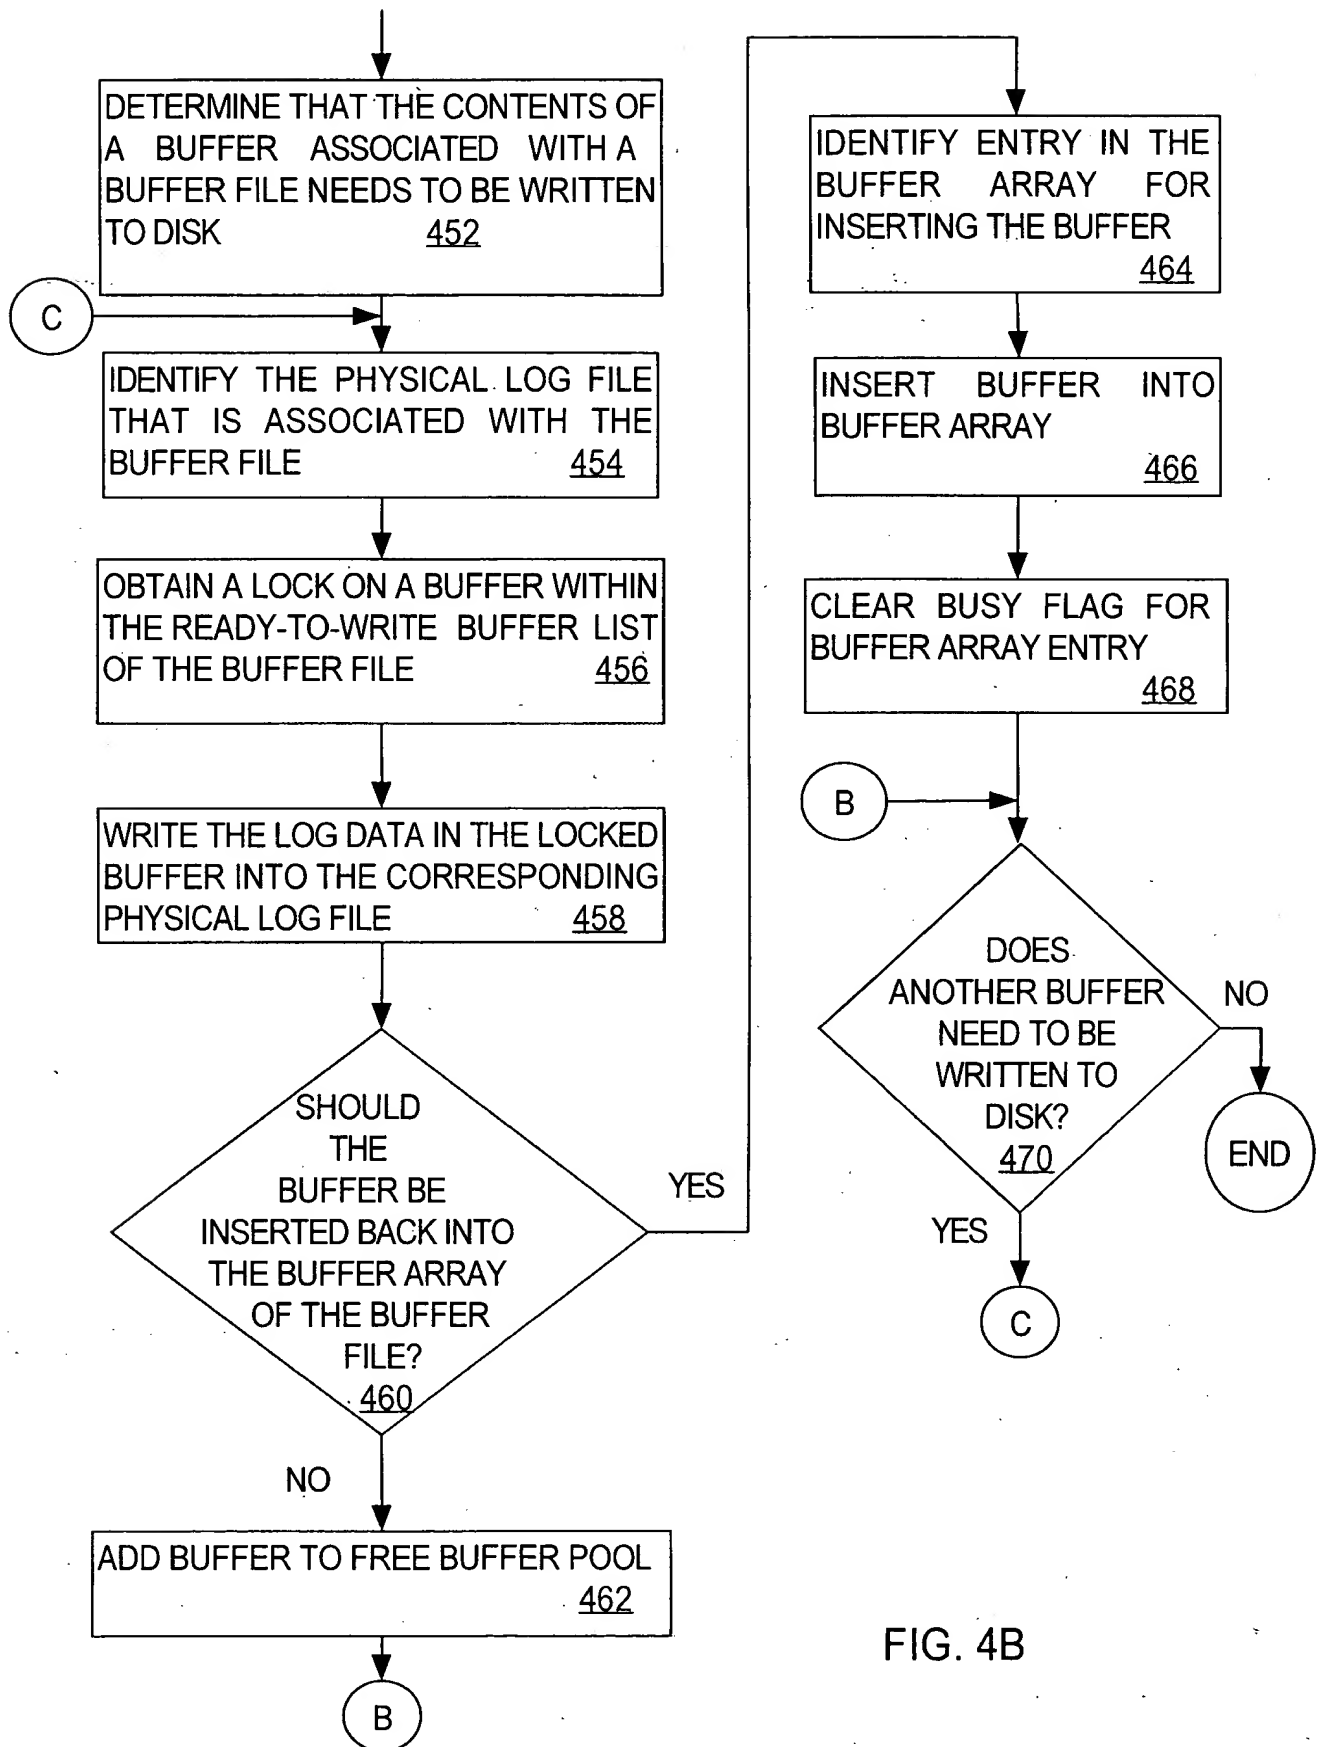 DETERMINE THAT THE CONTENTS OF
A BUFFER ASSOCIATED WITH A
BUFFER FILE NEEDS TO BE WRITTEN
TO DISK 452
C
IDENTIFY THE PHYSICAL LOG FILE
THAT IS ASSOCIATED WITH THE
BUFFER FILE 454
OBTAIN A LOCK ON A BUFFER WITHIN
THE READY-TO-WRITE BUFFER LIST
OF THE BUFFER FILE 456
WRITE THE LOG DATA IN THE LOCKED
BUFFER INTO THE CORRESPONDING
PHYSICAL LOG FILE 458
SHOULD
THE
BUFFER BE
INSERTED BACK INTO
THE BUFFER ARRAY
OF THE BUFFER
FILE?
460
YES
NO
ADD BUFFER TO FREE BUFFER POOL
462
B
IDENTIFY ENTRY IN THE
BUFFER ARRAY FOR
INSERTING THE BUFFER
464
INSERT BUFFER INTO
BUFFER ARRAY
466
CLEAR BUSY FLAG FOR
BUFFER ARRAY ENTRY
468
B
DOES
ANOTHER BUFFER
NEED TO BE
WRITTEN TO
DISK?
470
NO
END
YES
C
FIG. 4B